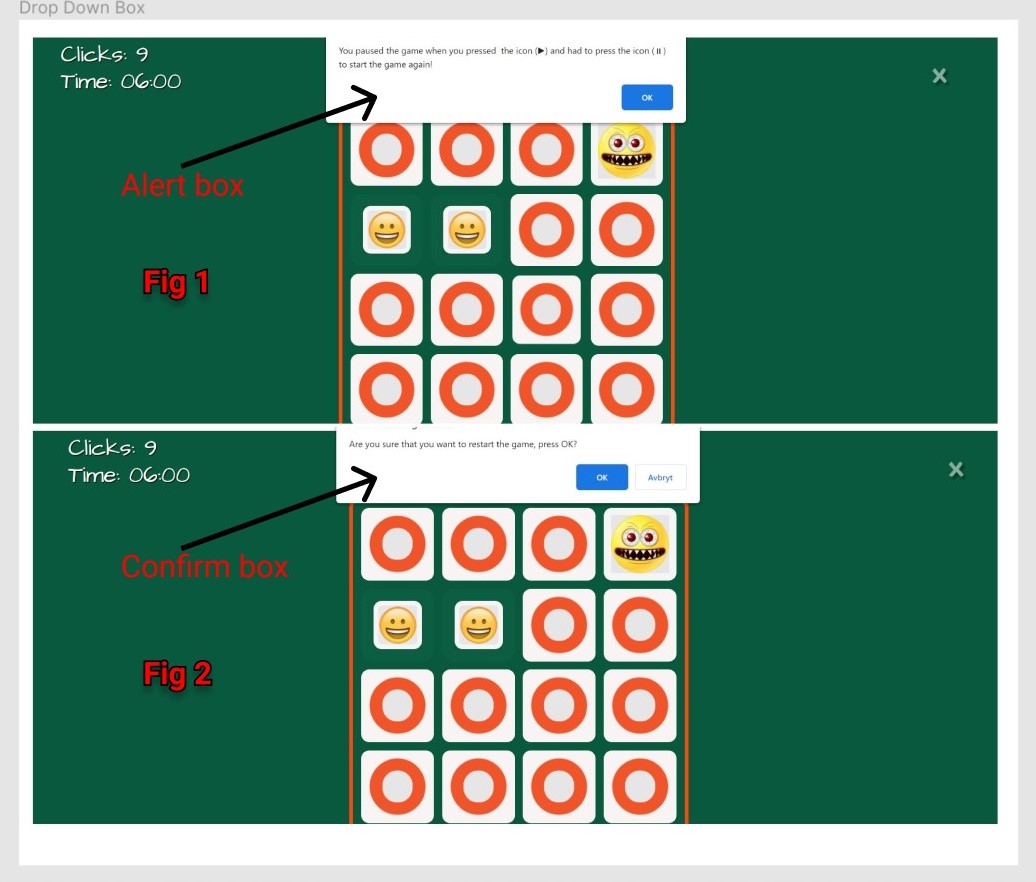 Drop Down Box
Clicks: 9
Time: 06:00
You paused the game when you pressed the icon (▶) and had to press the icon (⏸)
to start the game again!
OK
×
Alert box
Fig 1
Clicks: 9
Time: 06:00
Are you sure that you want to restart the game, press OK?
OK
Avbryt
×
Confirm box
Fig 2